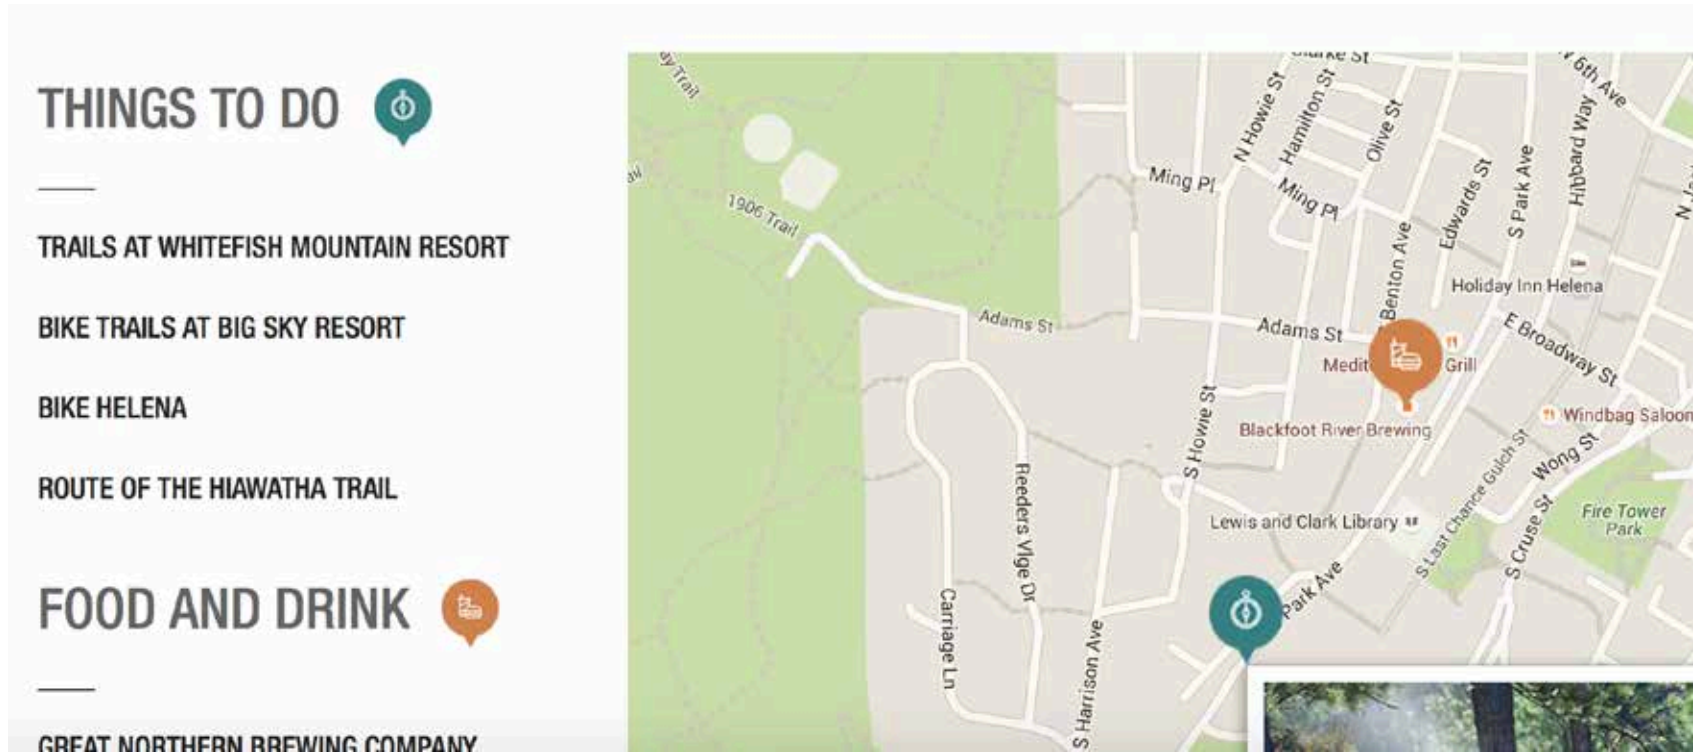 THINGS TO DO
TRAILS AT WHITEFISH MOUNTAIN RESORT
BIKE TRAILS AT BIG SKY RESORT
BIKE HELENA
ROUTE OF THE HIAWATHA TRAIL
FOOD AND DRINK
GREAT NORTHERN BREWING COMPANY
Trail
1906 Trail
Adams St
Ming Pl
N Howie St
Hamilton St
Ming Pl
Olive St
Benton Ave
Edwards St
S Park Ave
Hibbard Way
6th Ave
Holiday Inn Helena
Adams St
E Broadway St
Grill
Blackfoot River Brewing
Windbag Saloon
S Howie St
Wong St
S Last Chance Gulch St
Lewis and Clark Library
Fire Tower
Park
S Cruse St
Park Ave
Reeders Vlge Dr
Carriage Ln
S Harrison Ave